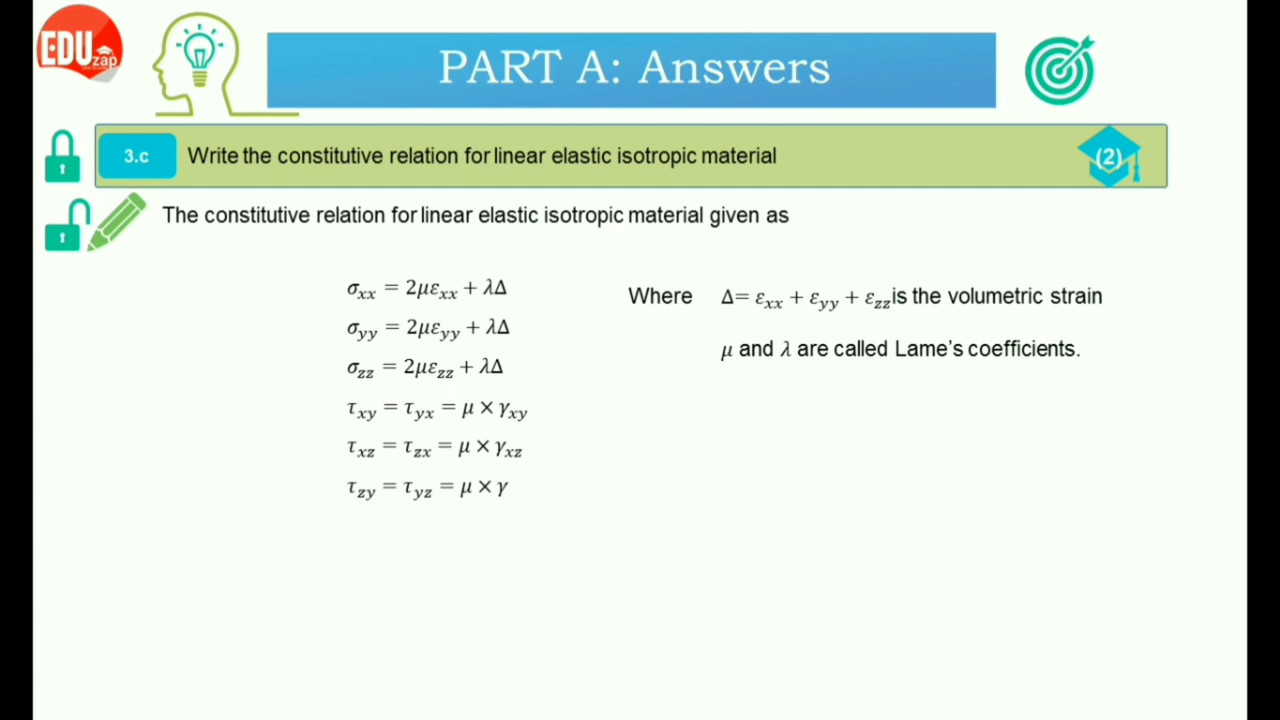 EDUzap
PART A: Answers
3.c Write the constitutive relation for linear elastic isotropic material (2)
The constitutive relation for linear elastic isotropic material given as
σ_xx = 2με_xx + λΔ
Where Δ= ε_xx + ε_yy + ε_zz is the volumetric strain
σ_yy = 2με_yy + λΔ
μ and λ are called Lame's coefficients.
σ_zz = 2με_zz + λΔ
τ_xy = τ_yx = μ × γ_xy
τ_xz = τ_zx = μ × γ_xz
τ_zy = τ_yz = μ × γ